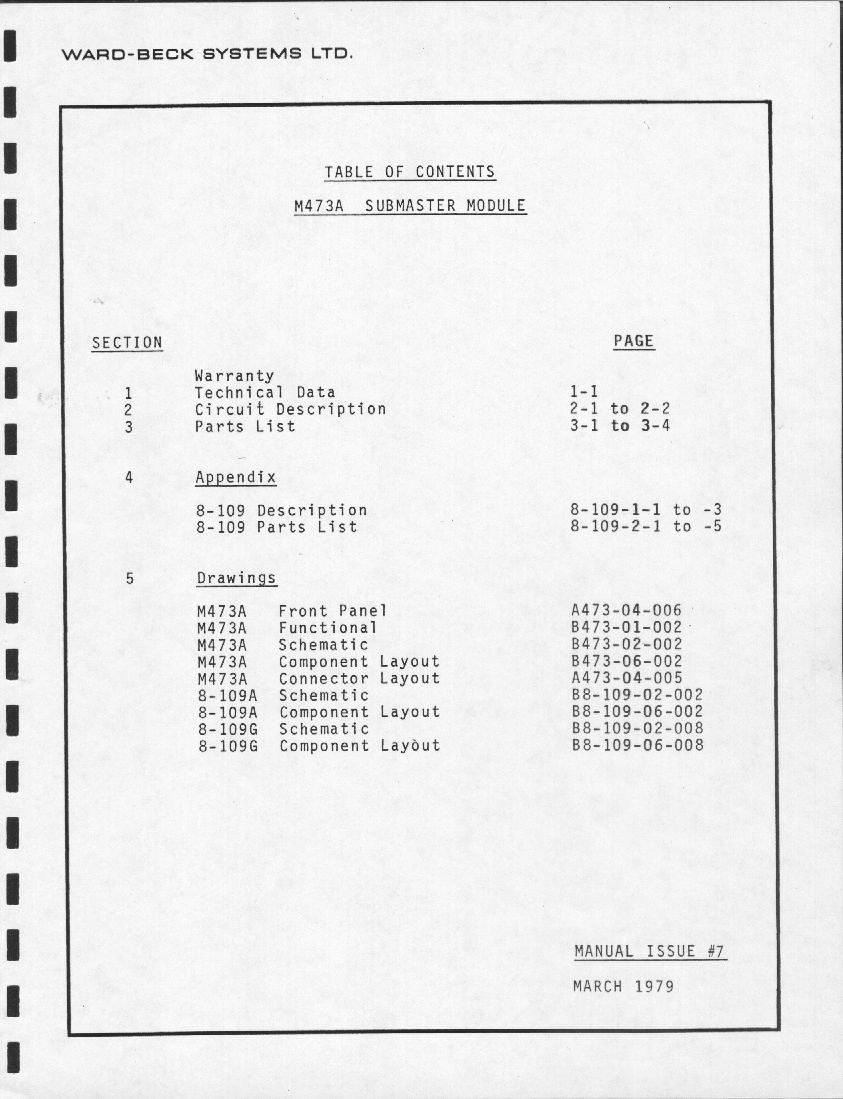 WARD-BECK SYSTEMS LTD.
TABLE OF CONTENTS
M473A SUBMASTER MODULE
SECTION PAGE
Warranty
1 Technical Data 1-1
2 Circuit Description 2-1 to 2-2
3 Parts List 3-1 to 3-4
4 Appendix
8-109 Description 8-109-1-1 to -3
8-109 Parts List 8-109-2-1 to -5
5 Drawings
M473A Front Panel A473-04-006
M473A Functional B473-01-002
M473A Schematic B473-02-002
M473A Component Layout B473-06-002
M473A Connector Layout A473-04-005
8-109A Schematic B8-109-02-002
8-109A Component Layout B8-109-06-002
8-109G Schematic B8-109-02-008
8-109G Component Layout B8-109-06-008
MANUAL ISSUE #7
MARCH 1979